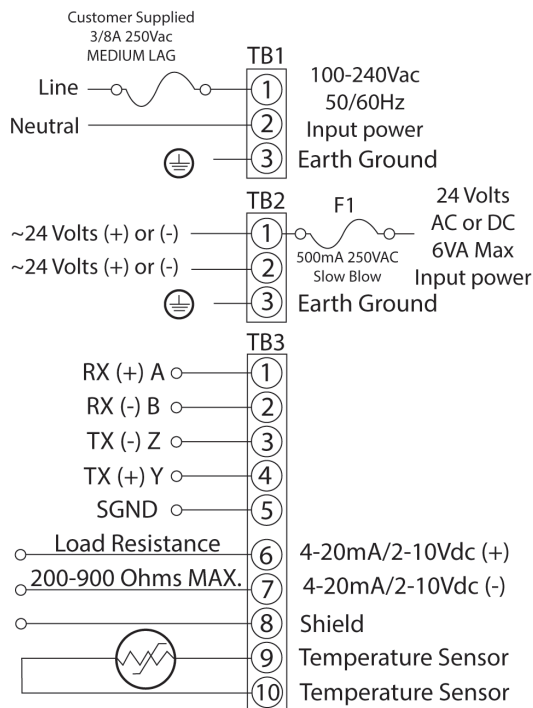 Customer Supplied
3/8A 250Vac
MEDIUM LAG
TB1
Line
1
100-240Vac
50/60Hz
Input power
Neutral
2
3
Earth Ground
TB2
~24 Volts (+) or (-)
1
F1
500mA 250VAC
Slow Blow
24 Volts
AC or DC
6VA Max
Input power
~24 Volts (+) or (-)
2
3
Earth Ground
TB3
RX (+) A
1
RX (-) B
2
TX (-) Z
3
TX (+) Y
4
SGND
5
Load Resistance
6
4-20mA/2-10Vdc (+)
200-900 Ohms MAX.
7
4-20mA/2-10Vdc (-)
8
Shield
9
Temperature Sensor
10
Temperature Sensor